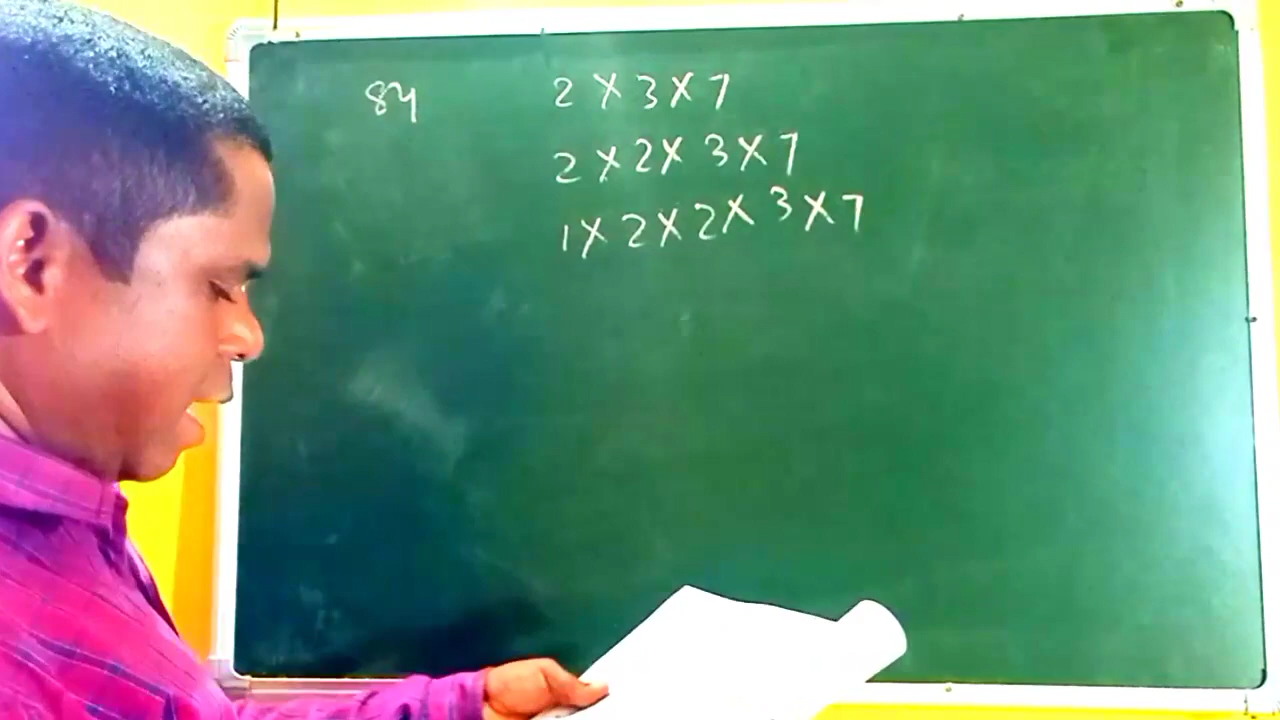 84
2 × 3 × 7
2 × 2 × 3 × 7
1 × 2 × 2 × 3 × 7